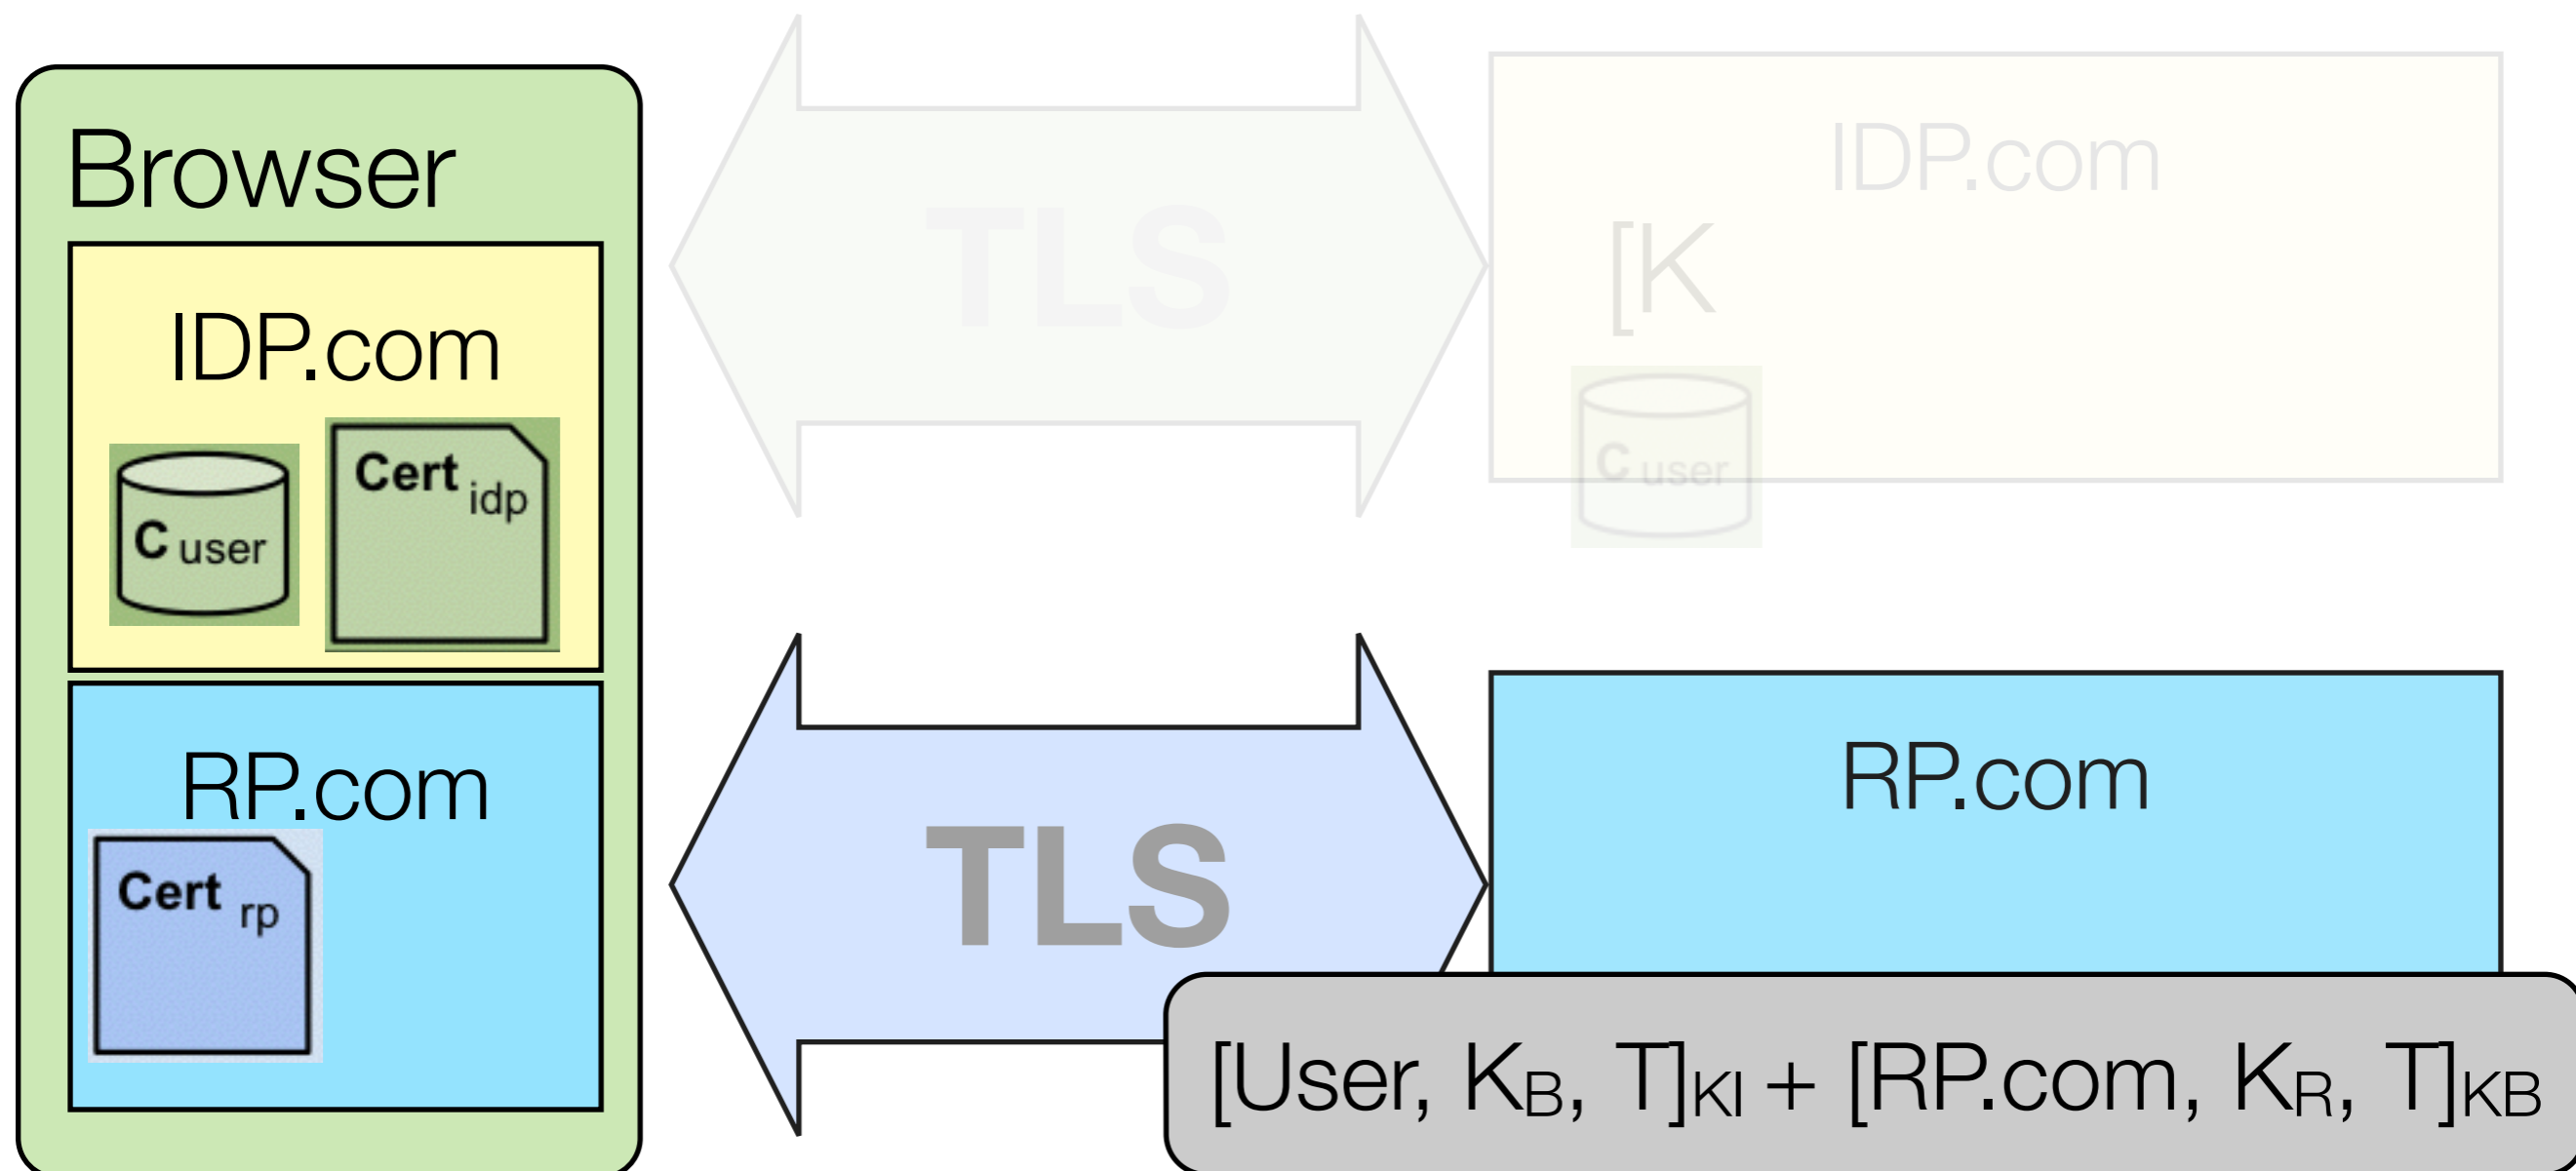 Browser
IDP.com
C user
Cert idp
RP.com
Cert rp
TLS
IDP.com
[K
C user
TLS
RP.com
[User, KB, T]KI + [RP.com, KR, T]KB